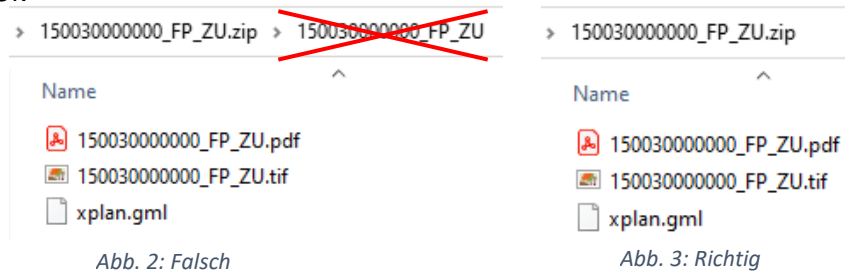 150030000000_FP_ZU.zip > 150030000000_FP_ZU
Name
150030000000_FP_ZU.pdf
150030000000_FP_ZU.tif
xplan.gml
Abb. 2: Falsch
150030000000_FP_ZU.zip
Name
150030000000_FP_ZU.pdf
150030000000_FP_ZU.tif
xplan.gml
Abb. 3: Richtig